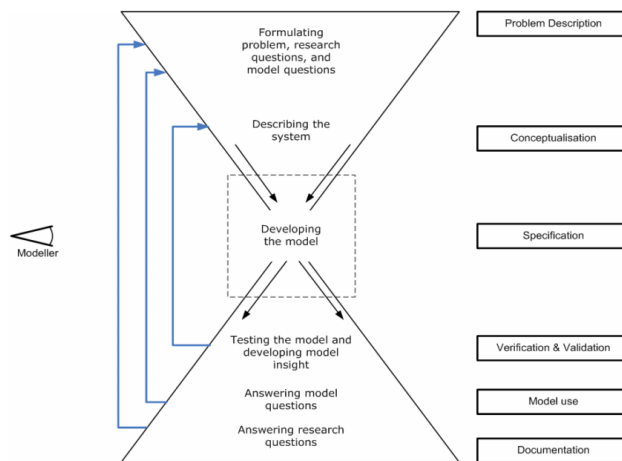 Formulating
problem, research
questions, and
model questions
Problem Description
Describing the
system
Conceptualisation
Developing
the model
Specification
Modeller
Testing the model and
developing model
insight
Verification & Validation
Answering model
questions
Model use
Answering research
questions
Documentation